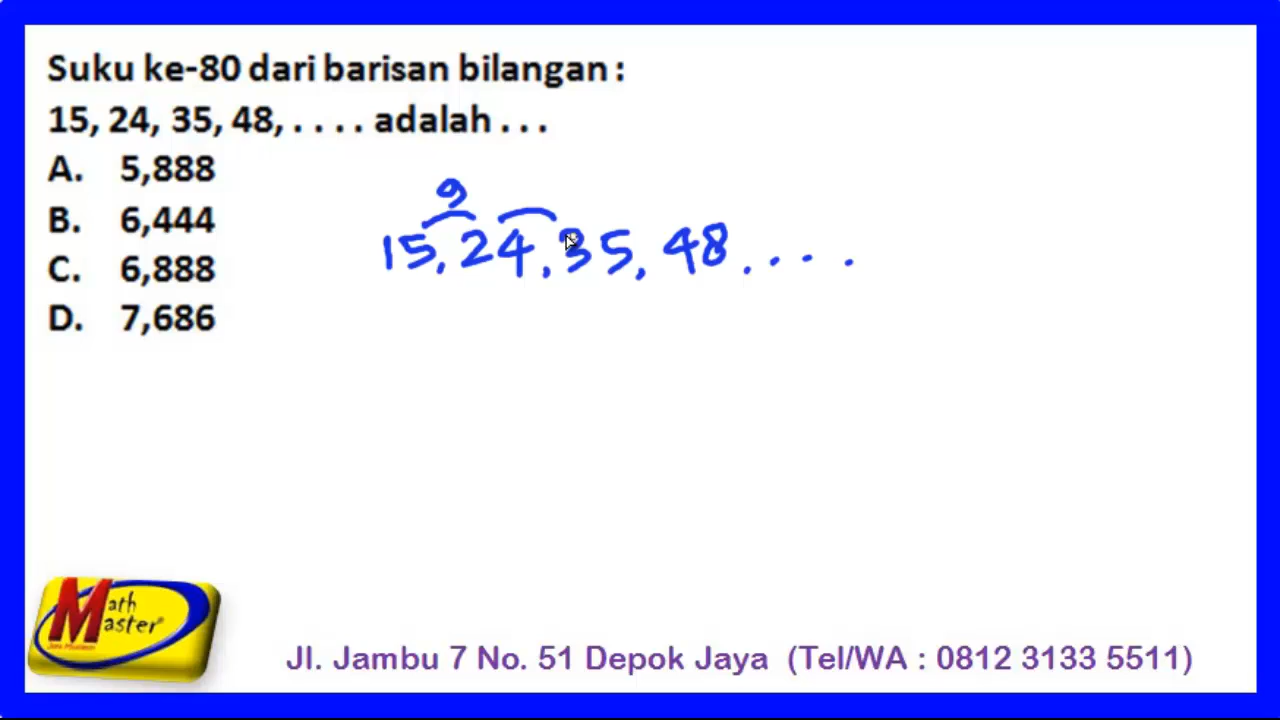 Suku ke-80 dari barisan bilangan :
15, 24, 35, 48, . . . . adalah . . .
A. 5,888
B. 6,444
C. 6,888
D. 7,686
9
15, 24, 35, 48, . . . .
Math
Master®
Jl. Jambu 7 No. 51 Depok Jaya (Tel/WA : 0812 3133 5511)